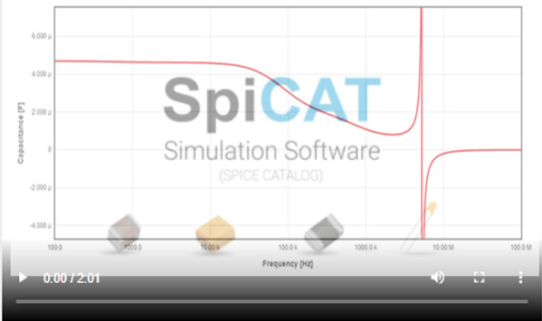 6.000 µ
4.000 µ
2.000 µ
0
-2.000 µ
-4.000 µ
Capacitance [F]
SpiCAT
Simulation Software
(SPICE CATALOG)
100.0 1000.0 10.00 k 100.0 k 1000.0 k 10.00 M 100.0 M
Frequency [Hz]
0:00 / 2:01